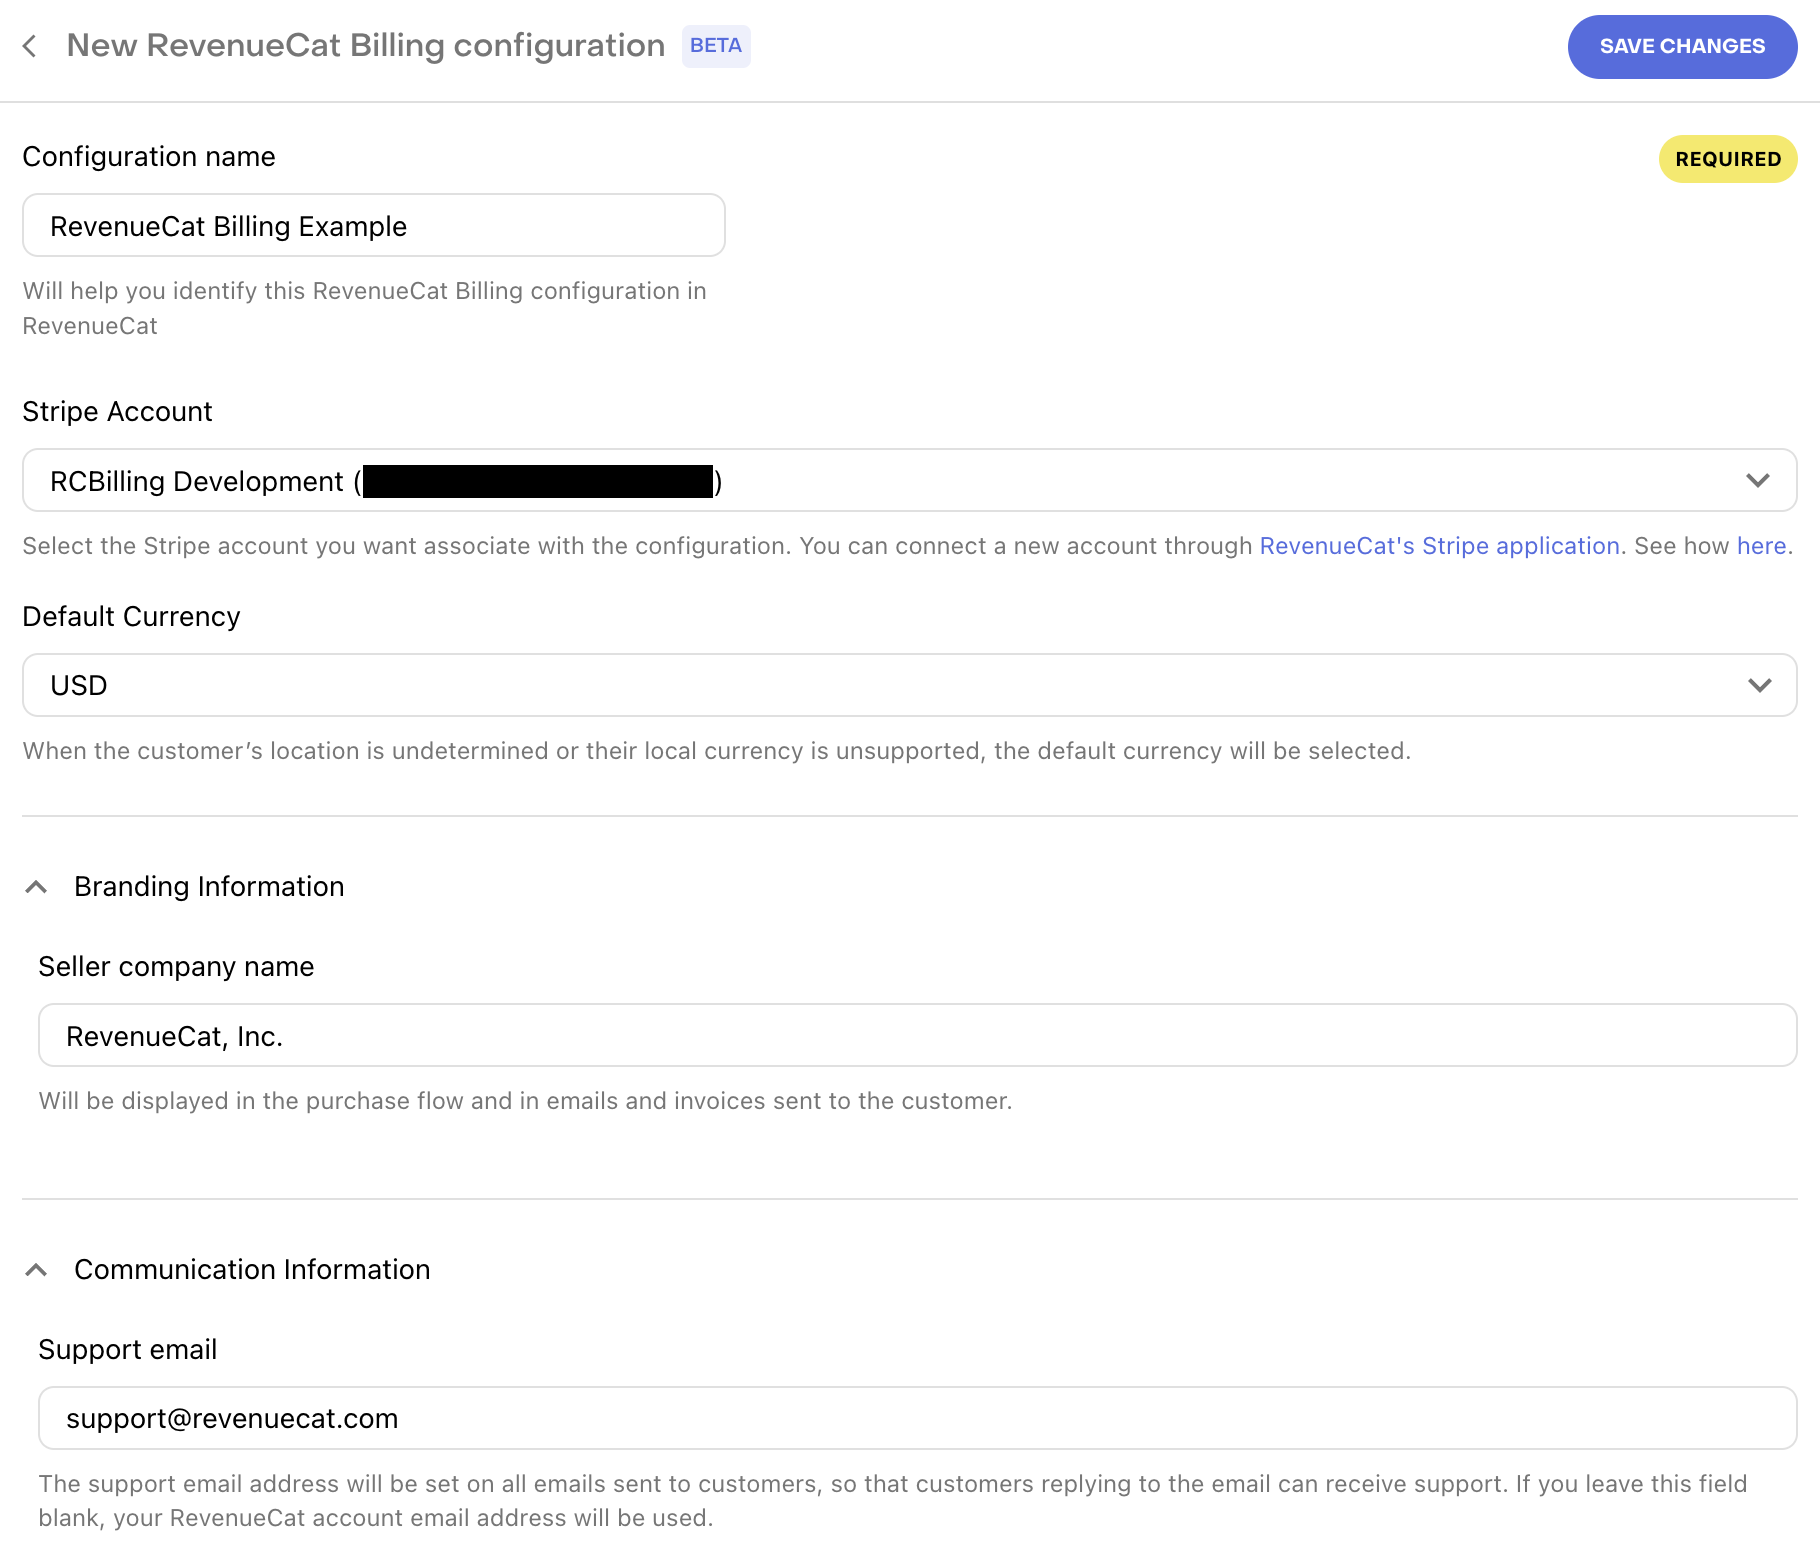 New RevenueCat Billing configuration BETA
SAVE CHANGES
Configuration name
REQUIRED
RevenueCat Billing Example
Will help you identify this RevenueCat Billing configuration in
RevenueCat
Stripe Account
RCBilling Development ( )
Select the Stripe account you want associate with the configuration. You can connect a new account through RevenueCat's Stripe application. See how here.
Default Currency
USD
When the customer’s location is undetermined or their local currency is unsupported, the default currency will be selected.
Branding Information
Seller company name
RevenueCat, Inc.
Will be displayed in the purchase flow and in emails and invoices sent to the customer.
Communication Information
Support email
support@revenuecat.com
The support email address will be set on all emails sent to customers, so that customers replying to the email can receive support. If you leave this field
blank, your RevenueCat account email address will be used.